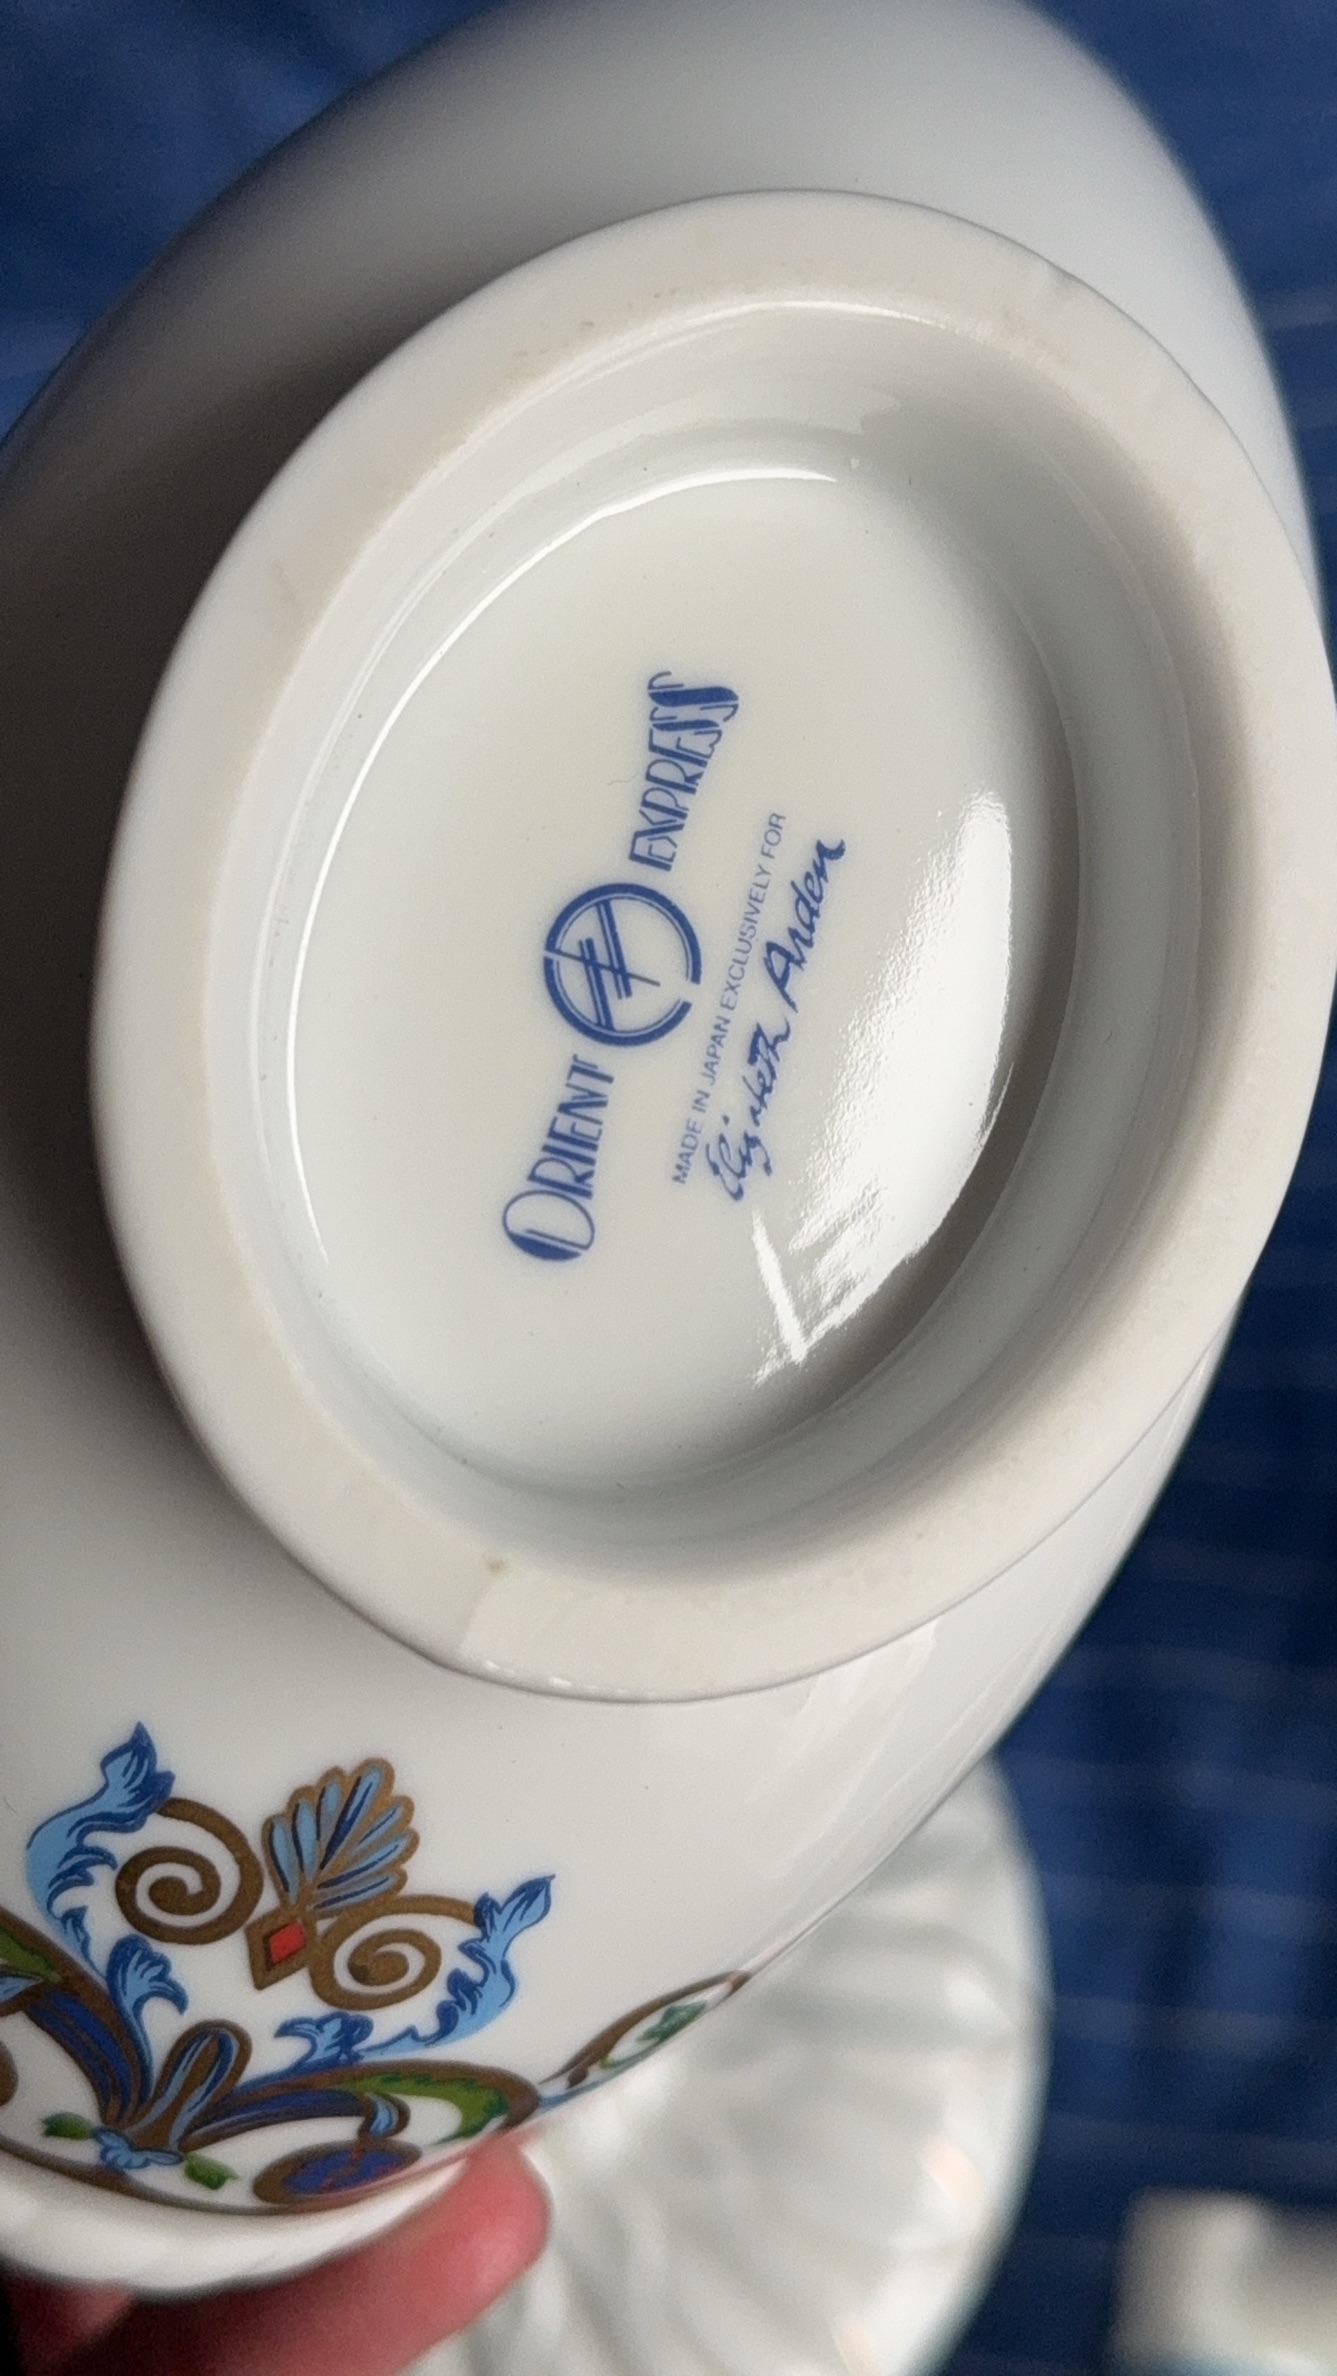 ORIENT EXPRESS
MADE IN JAPAN EXCLUSIVELY FOR
Elizabeth Arden